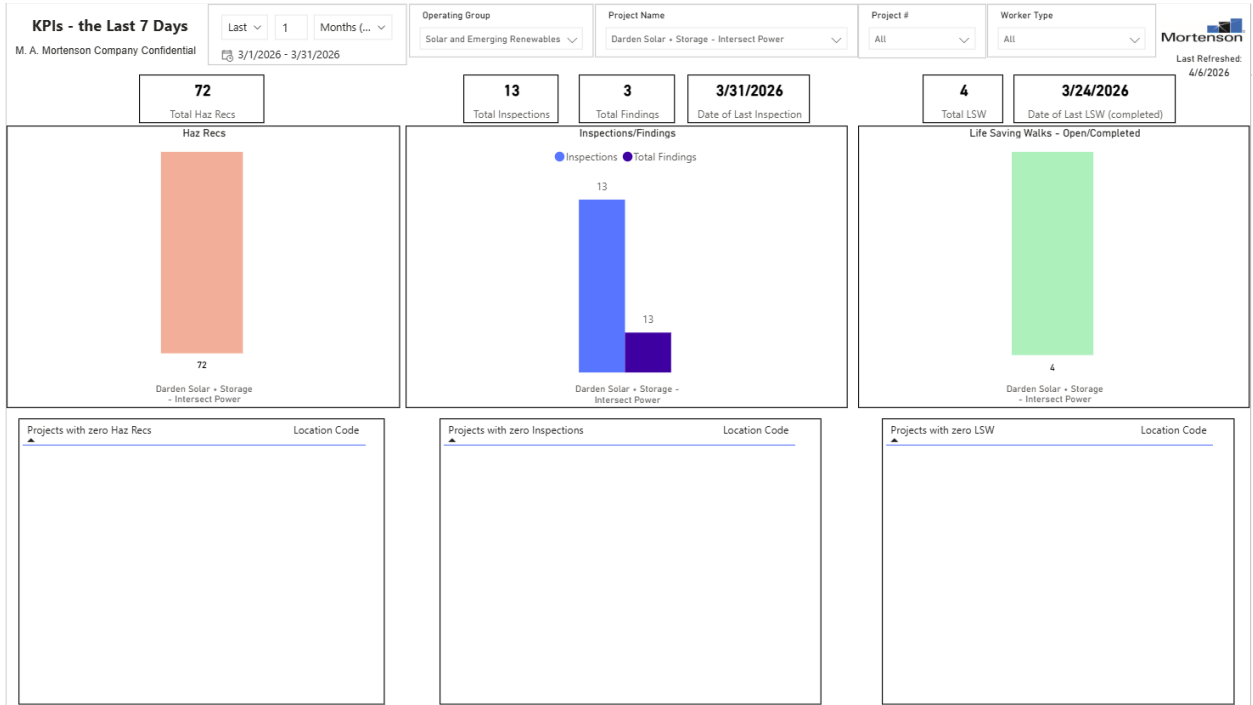 KPIs - the Last 7 Days
M. A. Mortenson Company Confidential
Last
1
Months (...
3/1/2026 - 3/31/2026
Operating Group
Solar and Emerging Renewables
Project Name
Darden Solar + Storage - Intersect Power
Project #
All
Worker Type
All
Mortenson
Last Refreshed:
4/6/2026
72
Total Haz Recs
13
Total Inspections
3
Total Findings
3/31/2026
Date of Last Inspection
4
Total LSW
3/24/2026
Date of Last LSW (completed)
Haz Recs
72
Darden Solar + Storage
- Intersect Power
Inspections/Findings
Inspections
Total Findings
13
13
Darden Solar + Storage -
Intersect Power
Life Saving Walks - Open/Completed
4
Darden Solar + Storage
- Intersect Power
Projects with zero Haz Recs
Location Code
Projects with zero Inspections
Location Code
Projects with zero LSW
Location Code